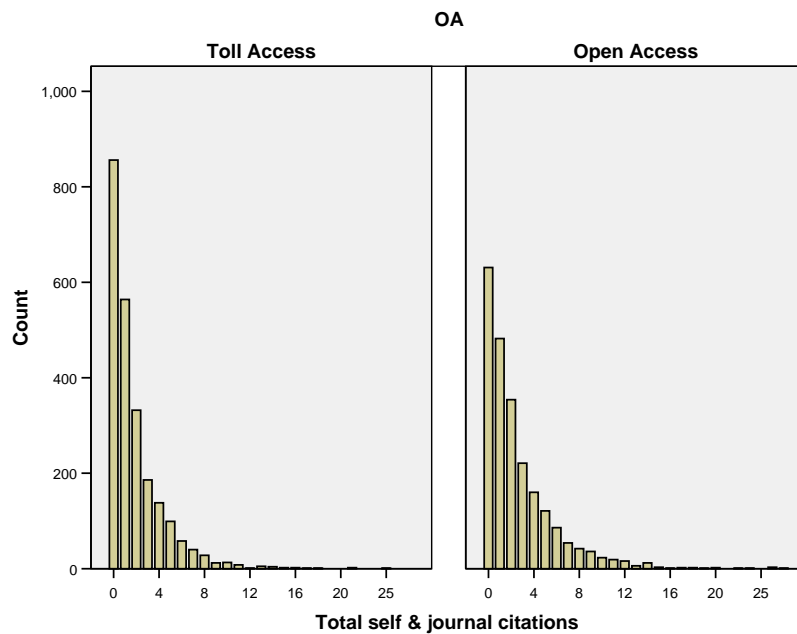 OA
Toll Access Open Access
1,000
800
600
400
200
0
Count
0 4 8 12 16 20 25 0 4 8 12 16 20 25
Total self & journal citations